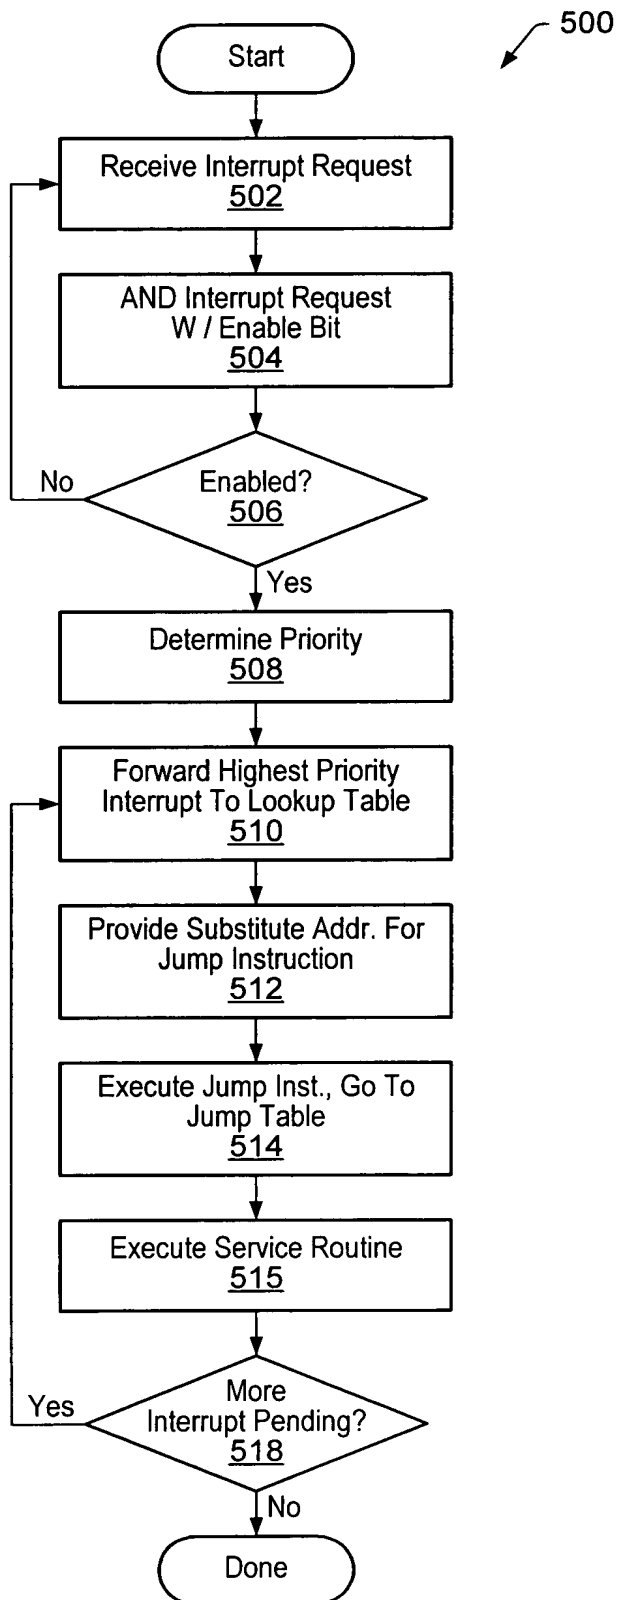 500
Start
Receive Interrupt Request
502
AND Interrupt Request
W / Enable Bit
504
No
Enabled?
506
Yes
Determine Priority
508
Forward Highest Priority
Interrupt To Lookup Table
510
Provide Substitute Addr. For
Jump Instruction
512
Execute Jump Inst., Go To
Jump Table
514
Execute Service Routine
515
Yes
More
Interrupt Pending?
518
No
Done